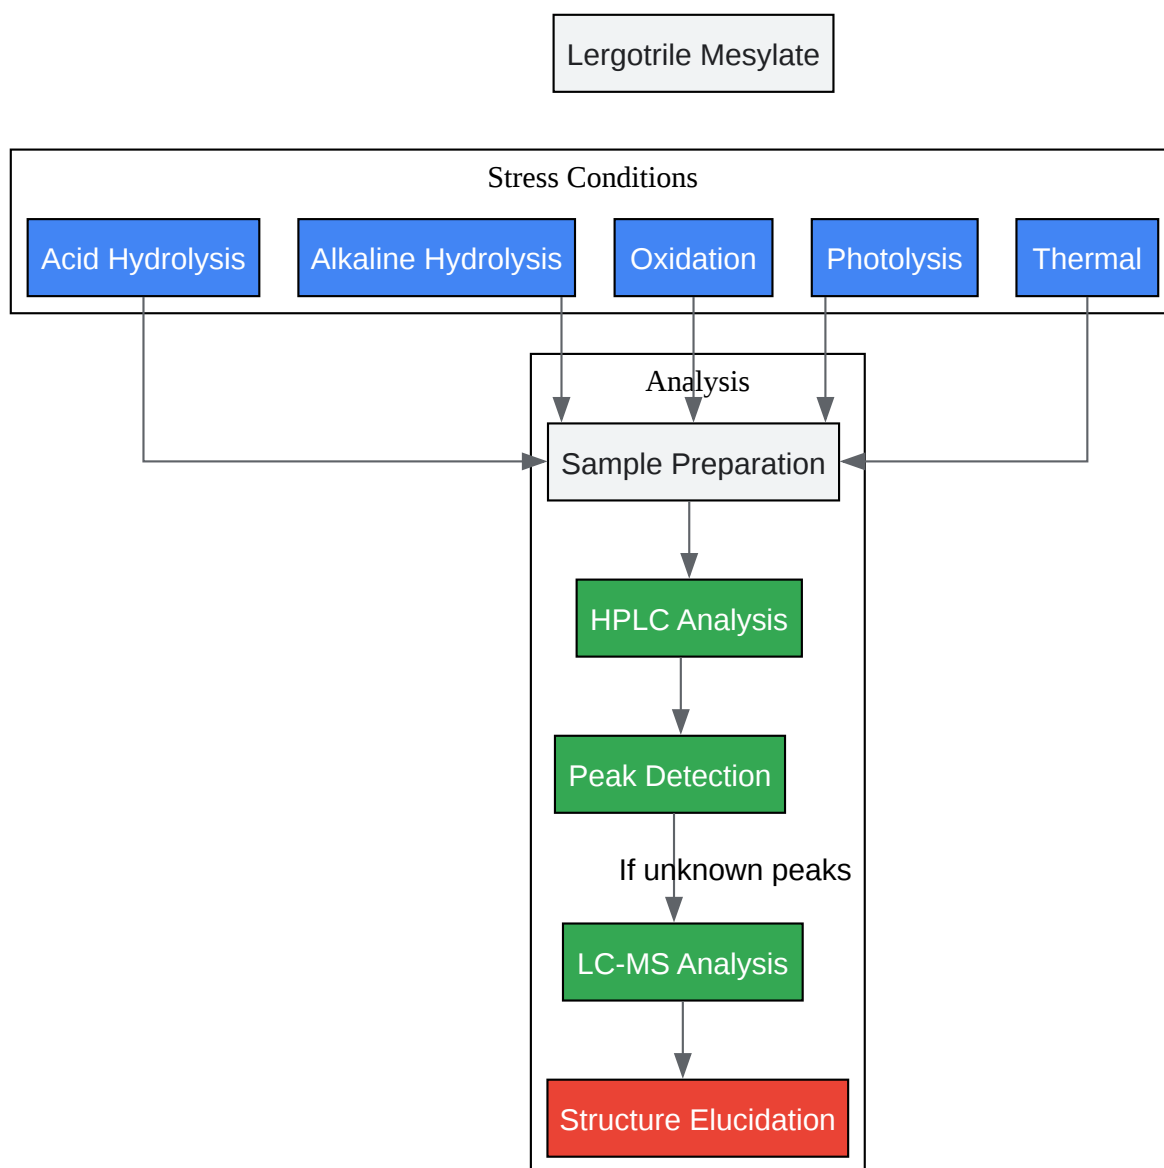 Lergotrile Mesylate
Stress Conditions
Acid Hydrolysis
Alkaline Hydrolysis
Oxidation
Photolysis
Thermal
Analysis
Sample Preparation
HPLC Analysis
Peak Detection
If unknown peaks
LC-MS Analysis
Structure Elucidation